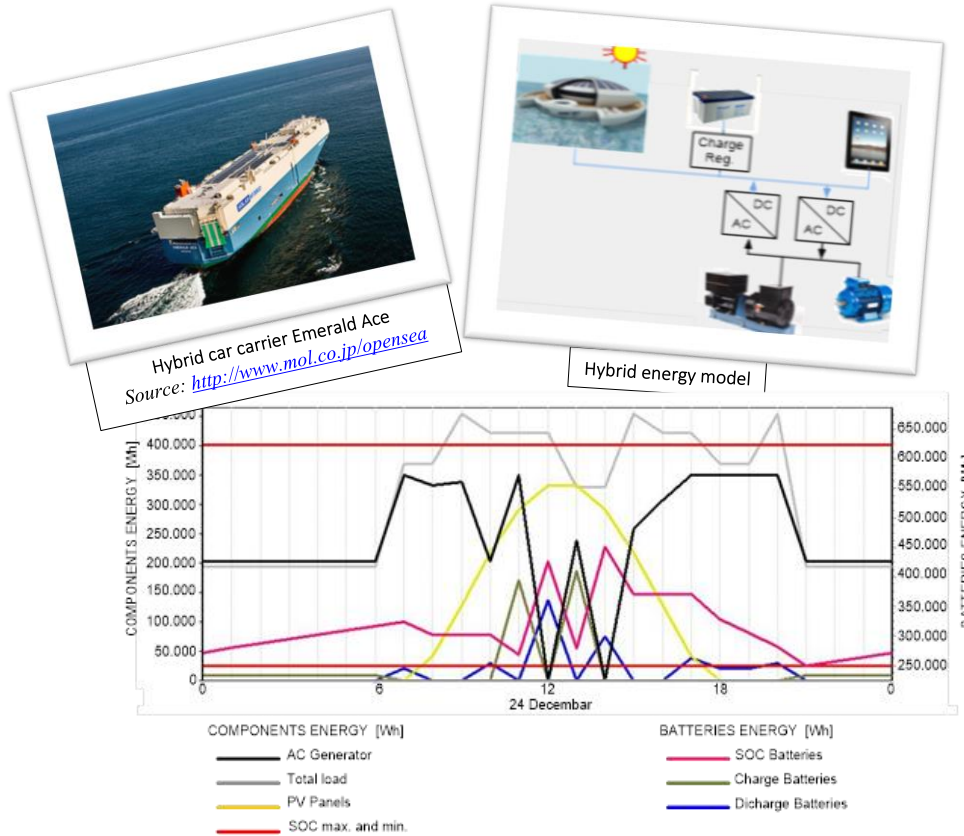 Charge
Reg.
DC
AC
DC
AC
Hybrid car carrier Emerald Ace
Source: http://www.mol.co.jp/opensea
Hybrid energy model
COMPONENTS ENERGY [Wh]
400.000
350.000
300.000
250.000
200.000
150.000
100.000
50.000
0
650.000
600.000
550.000
500.000
450.000
400.000
350.000
300.000
250.000
BATTERIES ENERGY
0
6
12
18
0
24 Decembar
COMPONENTS ENERGY [Wh]
AC Generator
Total load
PV Panels
SOC max. and min.
BATTERIES ENERGY [Wh]
SOC Batteries
Charge Batteries
Dicharge Batteries